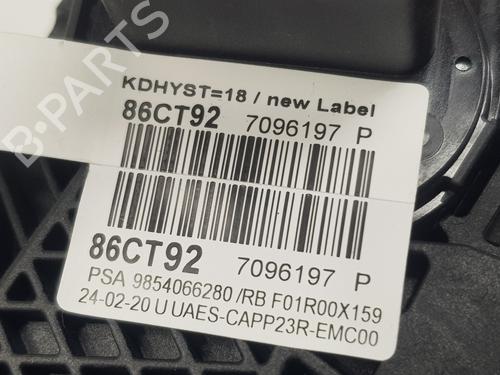 B-PARTS
KDHYST=18 / new Label
86CT92 7096197 P
86CT92 7096197 P
PSA 9854066280 /RB F01R00X159
24-02-20 U UAES-CAPP23R-EMC00